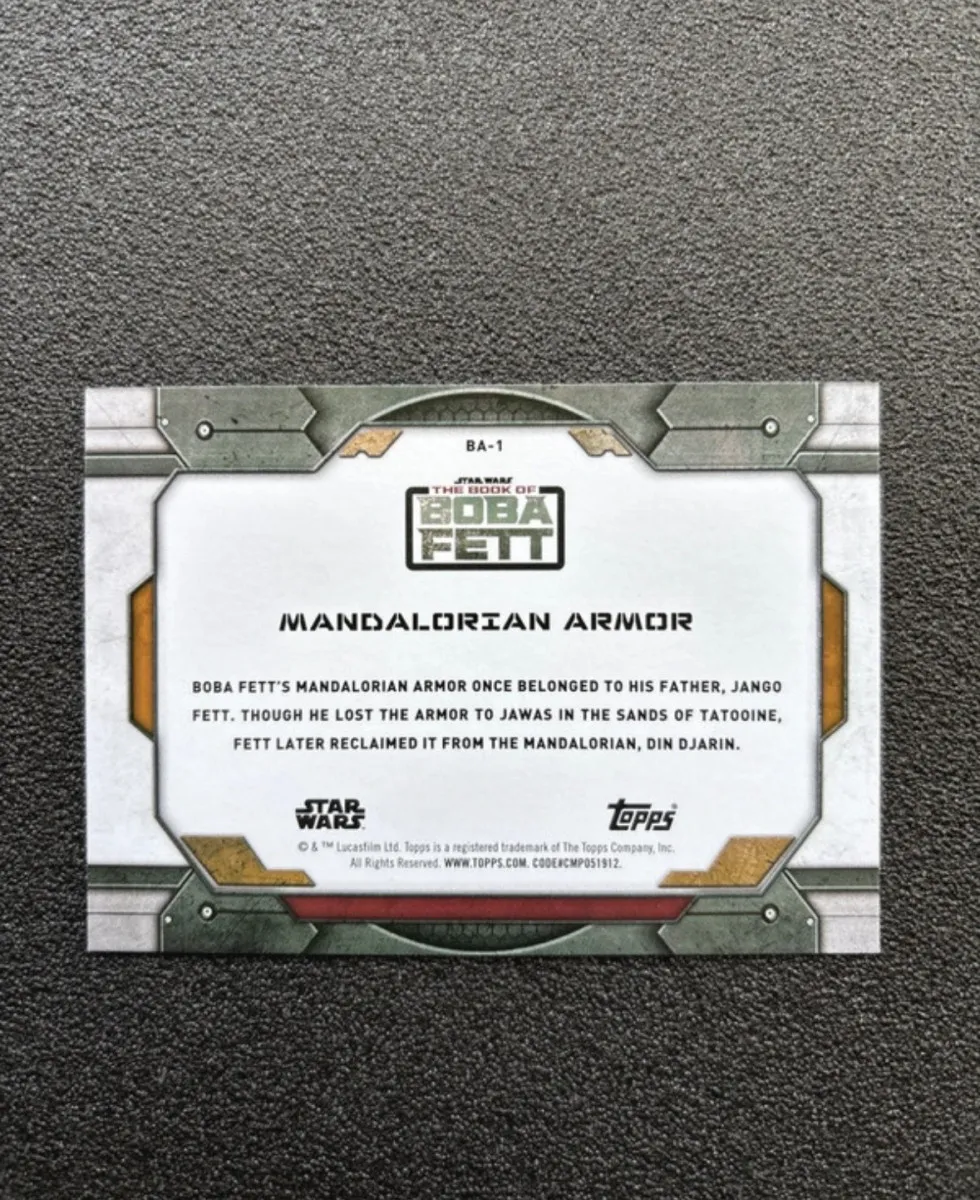 BA-1
STAR WARS
THE BOOK OF
BOBA
FETT
MANDALORIAN ARMOR
BOBA FETT'S MANDALORIAN ARMOR ONCE BELONGED TO HIS FATHER, JANGO
FETT. THOUGH HE LOST THE ARMOR TO JAWAS IN THE SANDS OF TATOOINE,
FETT LATER RECLAIMED IT FROM THE MANDALORIAN, DIN DJARIN.
STAR
WARS
topps®
© & ™ Lucasfilm Ltd. Topps is a registered trademark of The Topps Company, Inc.
All Rights Reserved. WWW.TOPPS.COM. CODE#CMP051912.